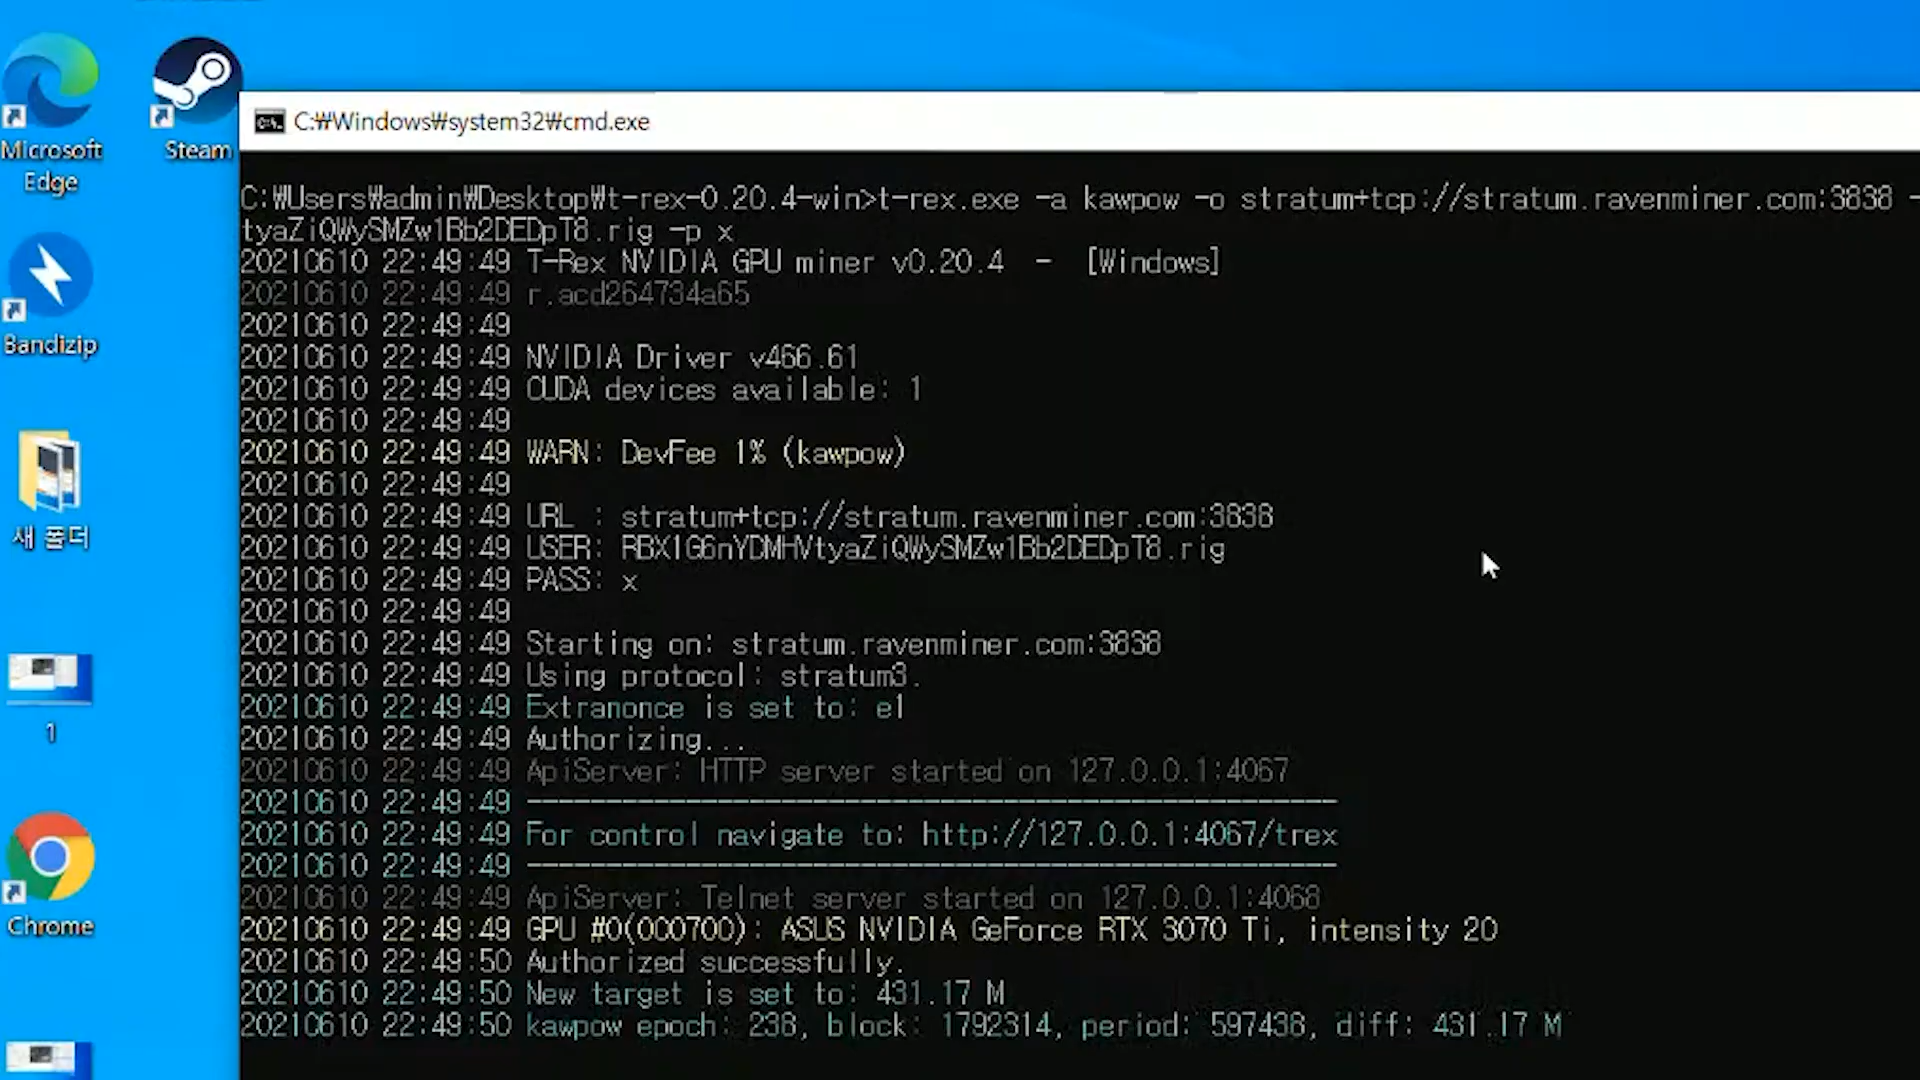 Microsoft
Edge
Steam
Bandizip
새 폴더
1
Chrome
C:₩Windows₩system32₩cmd.exe
C:₩Users₩admin₩Desktop₩t-rex-0.20.4-win>t-rex.exe -a kawpow -o stratum+tcp://stratum.ravenminer.com:3838 -
tyaZiQWySMZw1Bb2DEDpT8.rig -p x
20210610 22:49:49 T-Rex NVIDIA GPU miner v0.20.4  -  [Windows]
20210610 22:49:49 r.acd264734a65
20210610 22:49:49
20210610 22:49:49 NVIDIA Driver v466.61
20210610 22:49:49 CUDA devices available: 1
20210610 22:49:49
20210610 22:49:49 WARN: DevFee 1% (kawpow)
20210610 22:49:49
20210610 22:49:49 URL : stratum+tcp://stratum.ravenminer.com:3838
20210610 22:49:49 USER: RBX1G6nYDMHVtyaZiQWySMZw1Bb2DEDpT8.rig
20210610 22:49:49 PASS: x
20210610 22:49:49
20210610 22:49:49 Starting on: stratum.ravenminer.com:3838
20210610 22:49:49 Using protocol: stratum3.
20210610 22:49:49 Extranonce is set to: e1
20210610 22:49:49 Authorizing...
20210610 22:49:49 ApiServer: HTTP server started on 127.0.0.1:4067
20210610 22:49:49 ---------------------------------------------------
20210610 22:49:49 For control navigate to: http://127.0.0.1:4067/trex
20210610 22:49:49 ---------------------------------------------------
20210610 22:49:49 ApiServer: Telnet server started on 127.0.0.1:4068
20210610 22:49:49 GPU #0(000700): ASUS NVIDIA GeForce RTX 3070 Ti, intensity 20
20210610 22:49:50 Authorized successfully.
20210610 22:49:50 New target is set to: 431.17 M
20210610 22:49:50 kawpow epoch: 238, block: 1792314, period: 597438, diff: 431.17 M